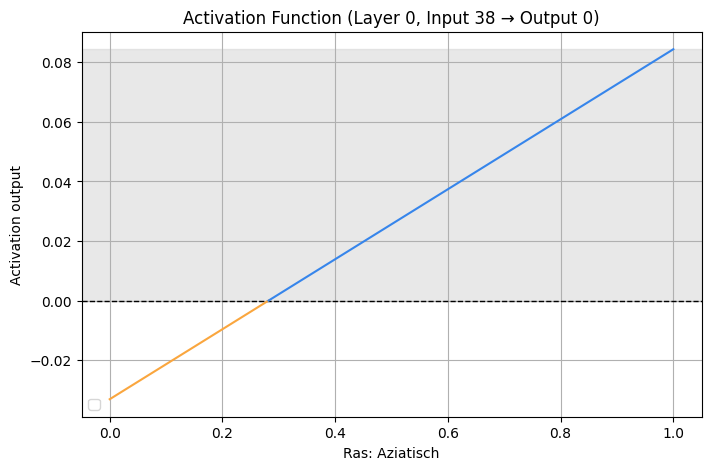 Activation Function (Layer 0, Input 38 → Output 0)
Activation output
0.08
0.06
0.04
0.02
0.00
−0.02
0.0 0.2 0.4 0.6 0.8 1.0
Ras: Aziatisch